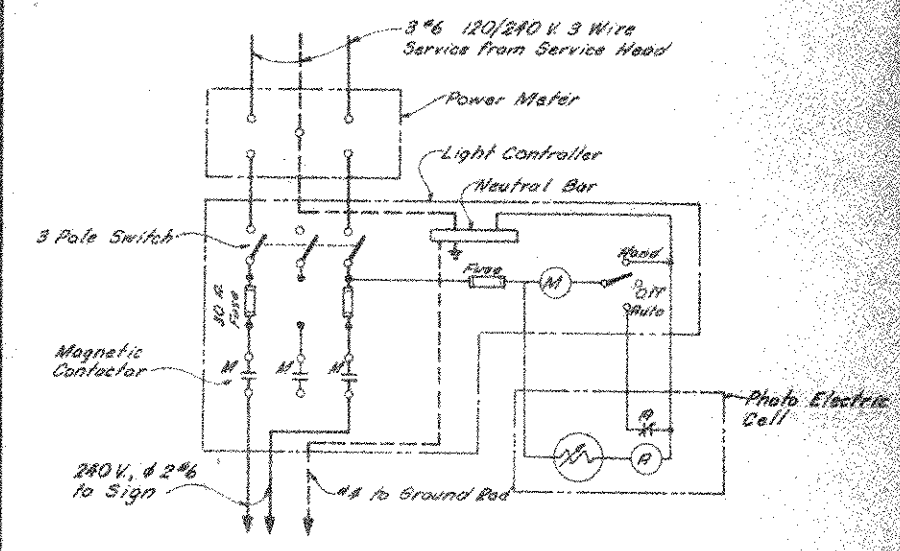 3 #6 120/240 V. 3 Wire
Service from Service Head
Power Meter
Light Controller
Neutral Bar
3 Pole Switch
Fuse
M
Hand
Off
Auto
30 A.
Fuse
Magnetic
Contactor
M
M
M
Photo Electric
Cell
R
R
240 V., & 2 #6
to Sign
to Ground Rod